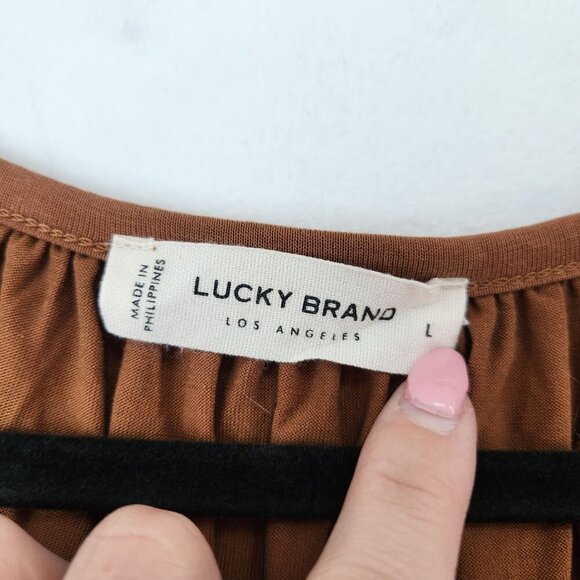 MADE IN
PHILIPPINES
LUCKY BRAND
LOS ANGELES
L